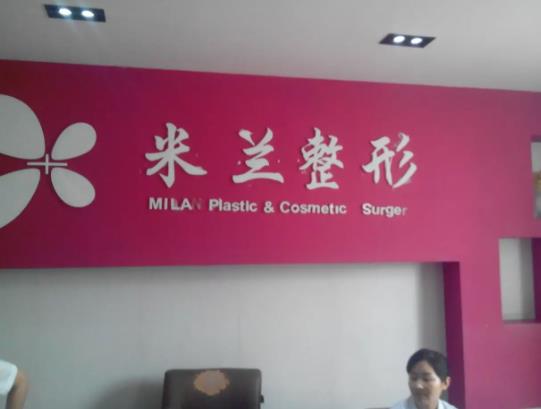 米兰整形
MILAN Plastic & Cosmetic Surger